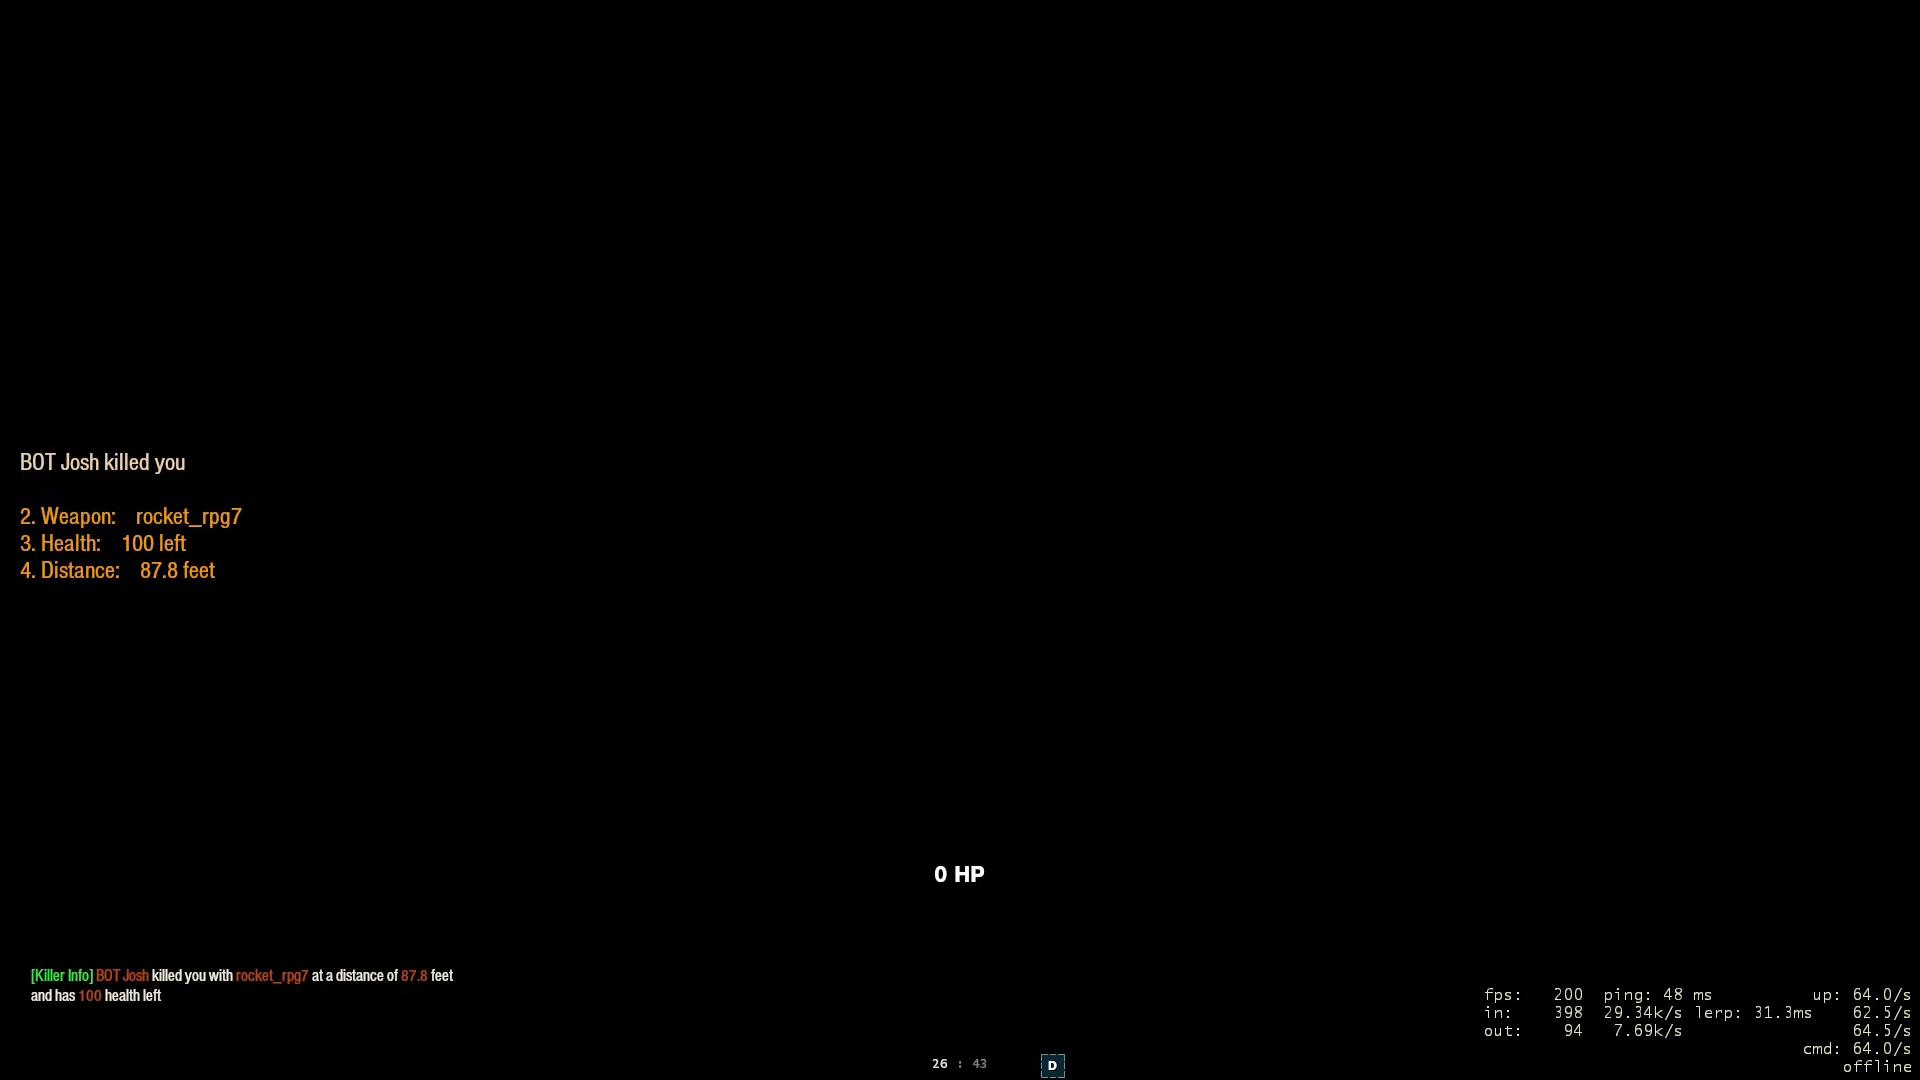 BOT Josh killed you
2. Weapon: rocket_rpg7
3. Health: 100 left
4. Distance: 87.8 feet
0 HP
[Killer Info] BOT Josh killed you with rocket_rpg7 at a distance of 87.8 feet
and has 100 health left
fps: 200 ping: 48 ms up: 64.0/s
in: 398 29.34k/s lerp: 31.3ms 62.5/s
out: 94 7.69k/s 64.5/s
cmd: 64.0/s
offline
26 : 43 D